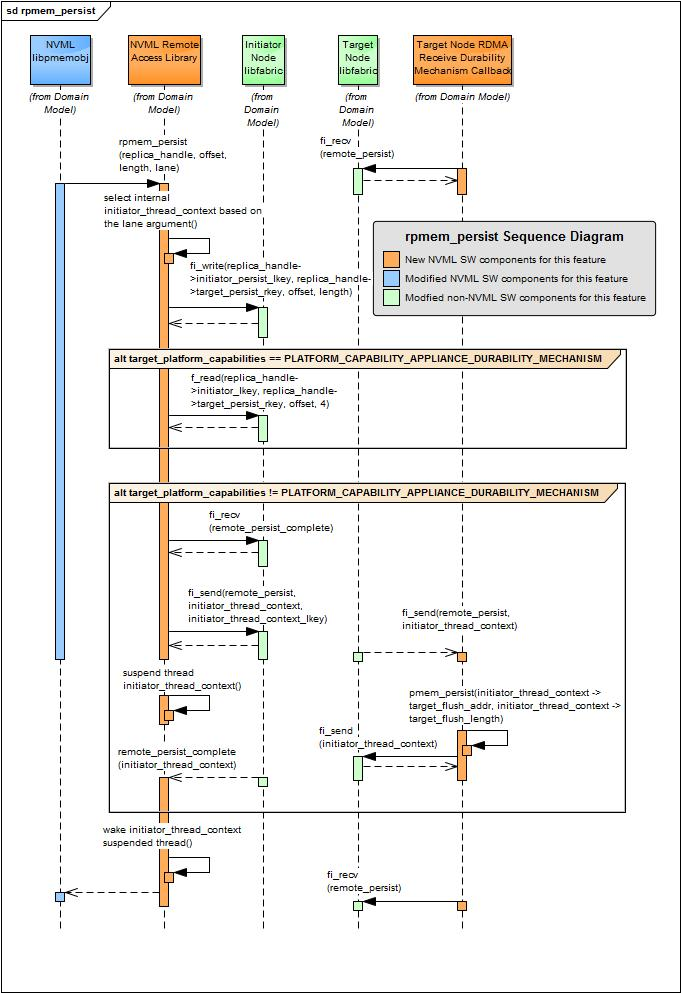 sd rpmem_persist
NVML
libpmemobj
NVML Remote
Access Library
Initiator
Node
libfabric
Target
Node
libfabric
Target Node RDMA
Receive Durability
Mechanism Callback
(from Domain
Model)
(from Domain
Model)
(from
Domain
Model)
(from
Domain
Model)
(from Domain Model)
rpmem_persist
(replica_handle, offset,
length, lane)
fi_recv
(remote_persist)
select internal
initiator_thread_context based on
the lane argument()
rpmem_persist Sequence Diagram
New NVML SW components for this feature
Modified NVML SW components for this feature
Modfied non-NVML SW components for this feature
fi_write(replica_handle-
>initiator_persist_lkey, replica_handle-
>target_persist_rkey, offset, length)
alt target_platform_capabilities == PLATFORM_CAPABILITY_APPLIANCE_DURABILITY_MECHANISM
f_read(replica_handle-
>initiator_lkey, replica_handle-
>target_persist_rkey, offset, 4)
alt target_platform_capabilities != PLATFORM_CAPABILITY_APPLIANCE_DURABILITY_MECHANISM
fi_recv
(remote_persist_complete)
fi_send(remote_persist,
initiator_thread_context,
initiator_thread_context_lkey)
fi_send(remote_persist,
initiator_thread_context)
suspend thread
initiator_thread_context()
pmem_persist(initiator_thread_context ->
target_flush_addr, initiator_thread_context ->
target_flush_length)
fi_send
(initiator_thread_context)
remote_persist_complete
(initiator_thread_context)
wake initiator_thread_context
suspended thread()
fi_recv
(remote_persist)